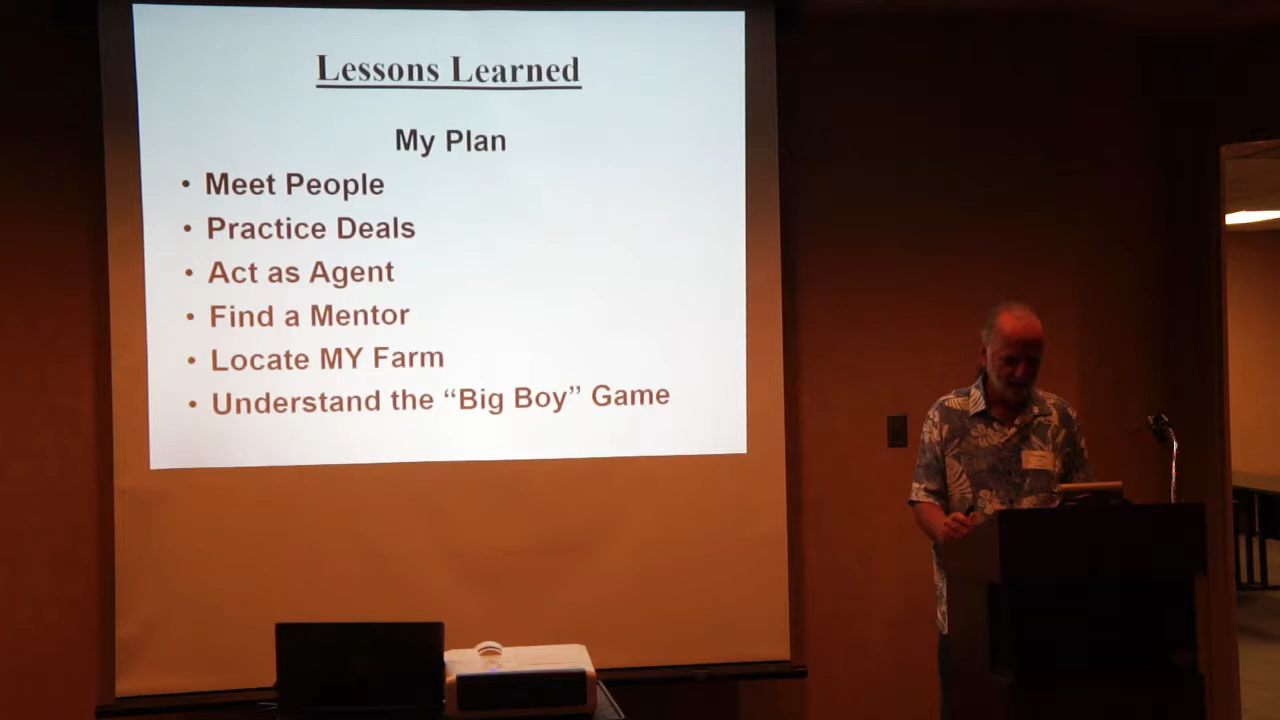 Lessons Learned
My Plan
• Meet People
• Practice Deals
• Act as Agent
• Find a Mentor
• Locate MY Farm
• Understand the “Big Boy” Game